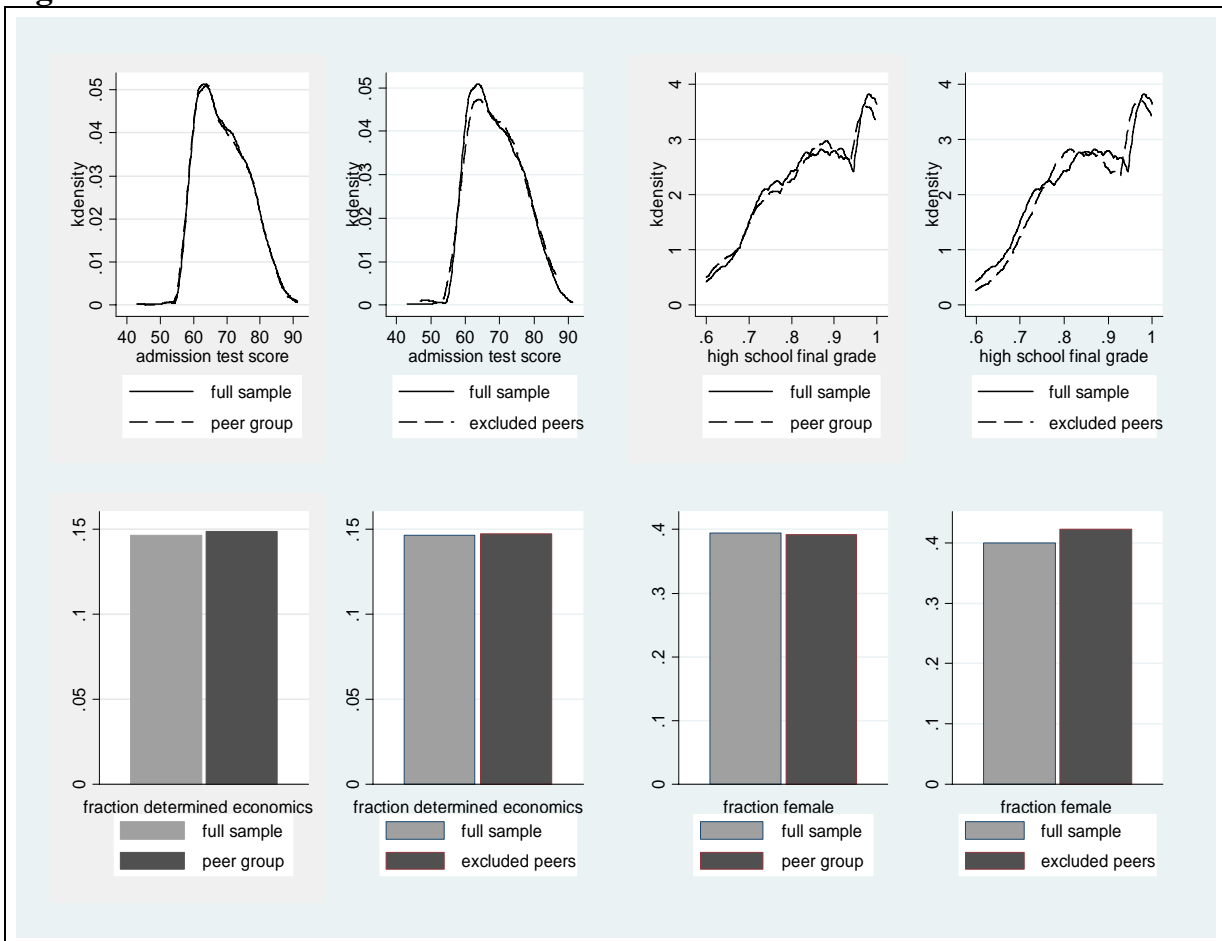 0
.01
.02
.03
.04
.05
kdensity
40 50 60 70 80 90
admission test score
full sample
peer group
0
.01
.02
.03
.04
.05
kdensity
40 50 60 70 80 90
admission test score
full sample
excluded peers
0
1
2
3
4
kdensity
.6 .7 .8 .9 1
high school final grade
full sample
peer group
0
1
2
3
4
kdensity
.6 .7 .8 .9 1
high school final grade
full sample
excluded peers
0
.05
.1
.15
fraction determined economics
full sample
peer group
0
.05
.1
.15
fraction determined economics
full sample
excluded peers
0
.1
.2
.3
.4
fraction female
full sample
peer group
0
.1
.2
.3
.4
fraction female
full sample
excluded peers